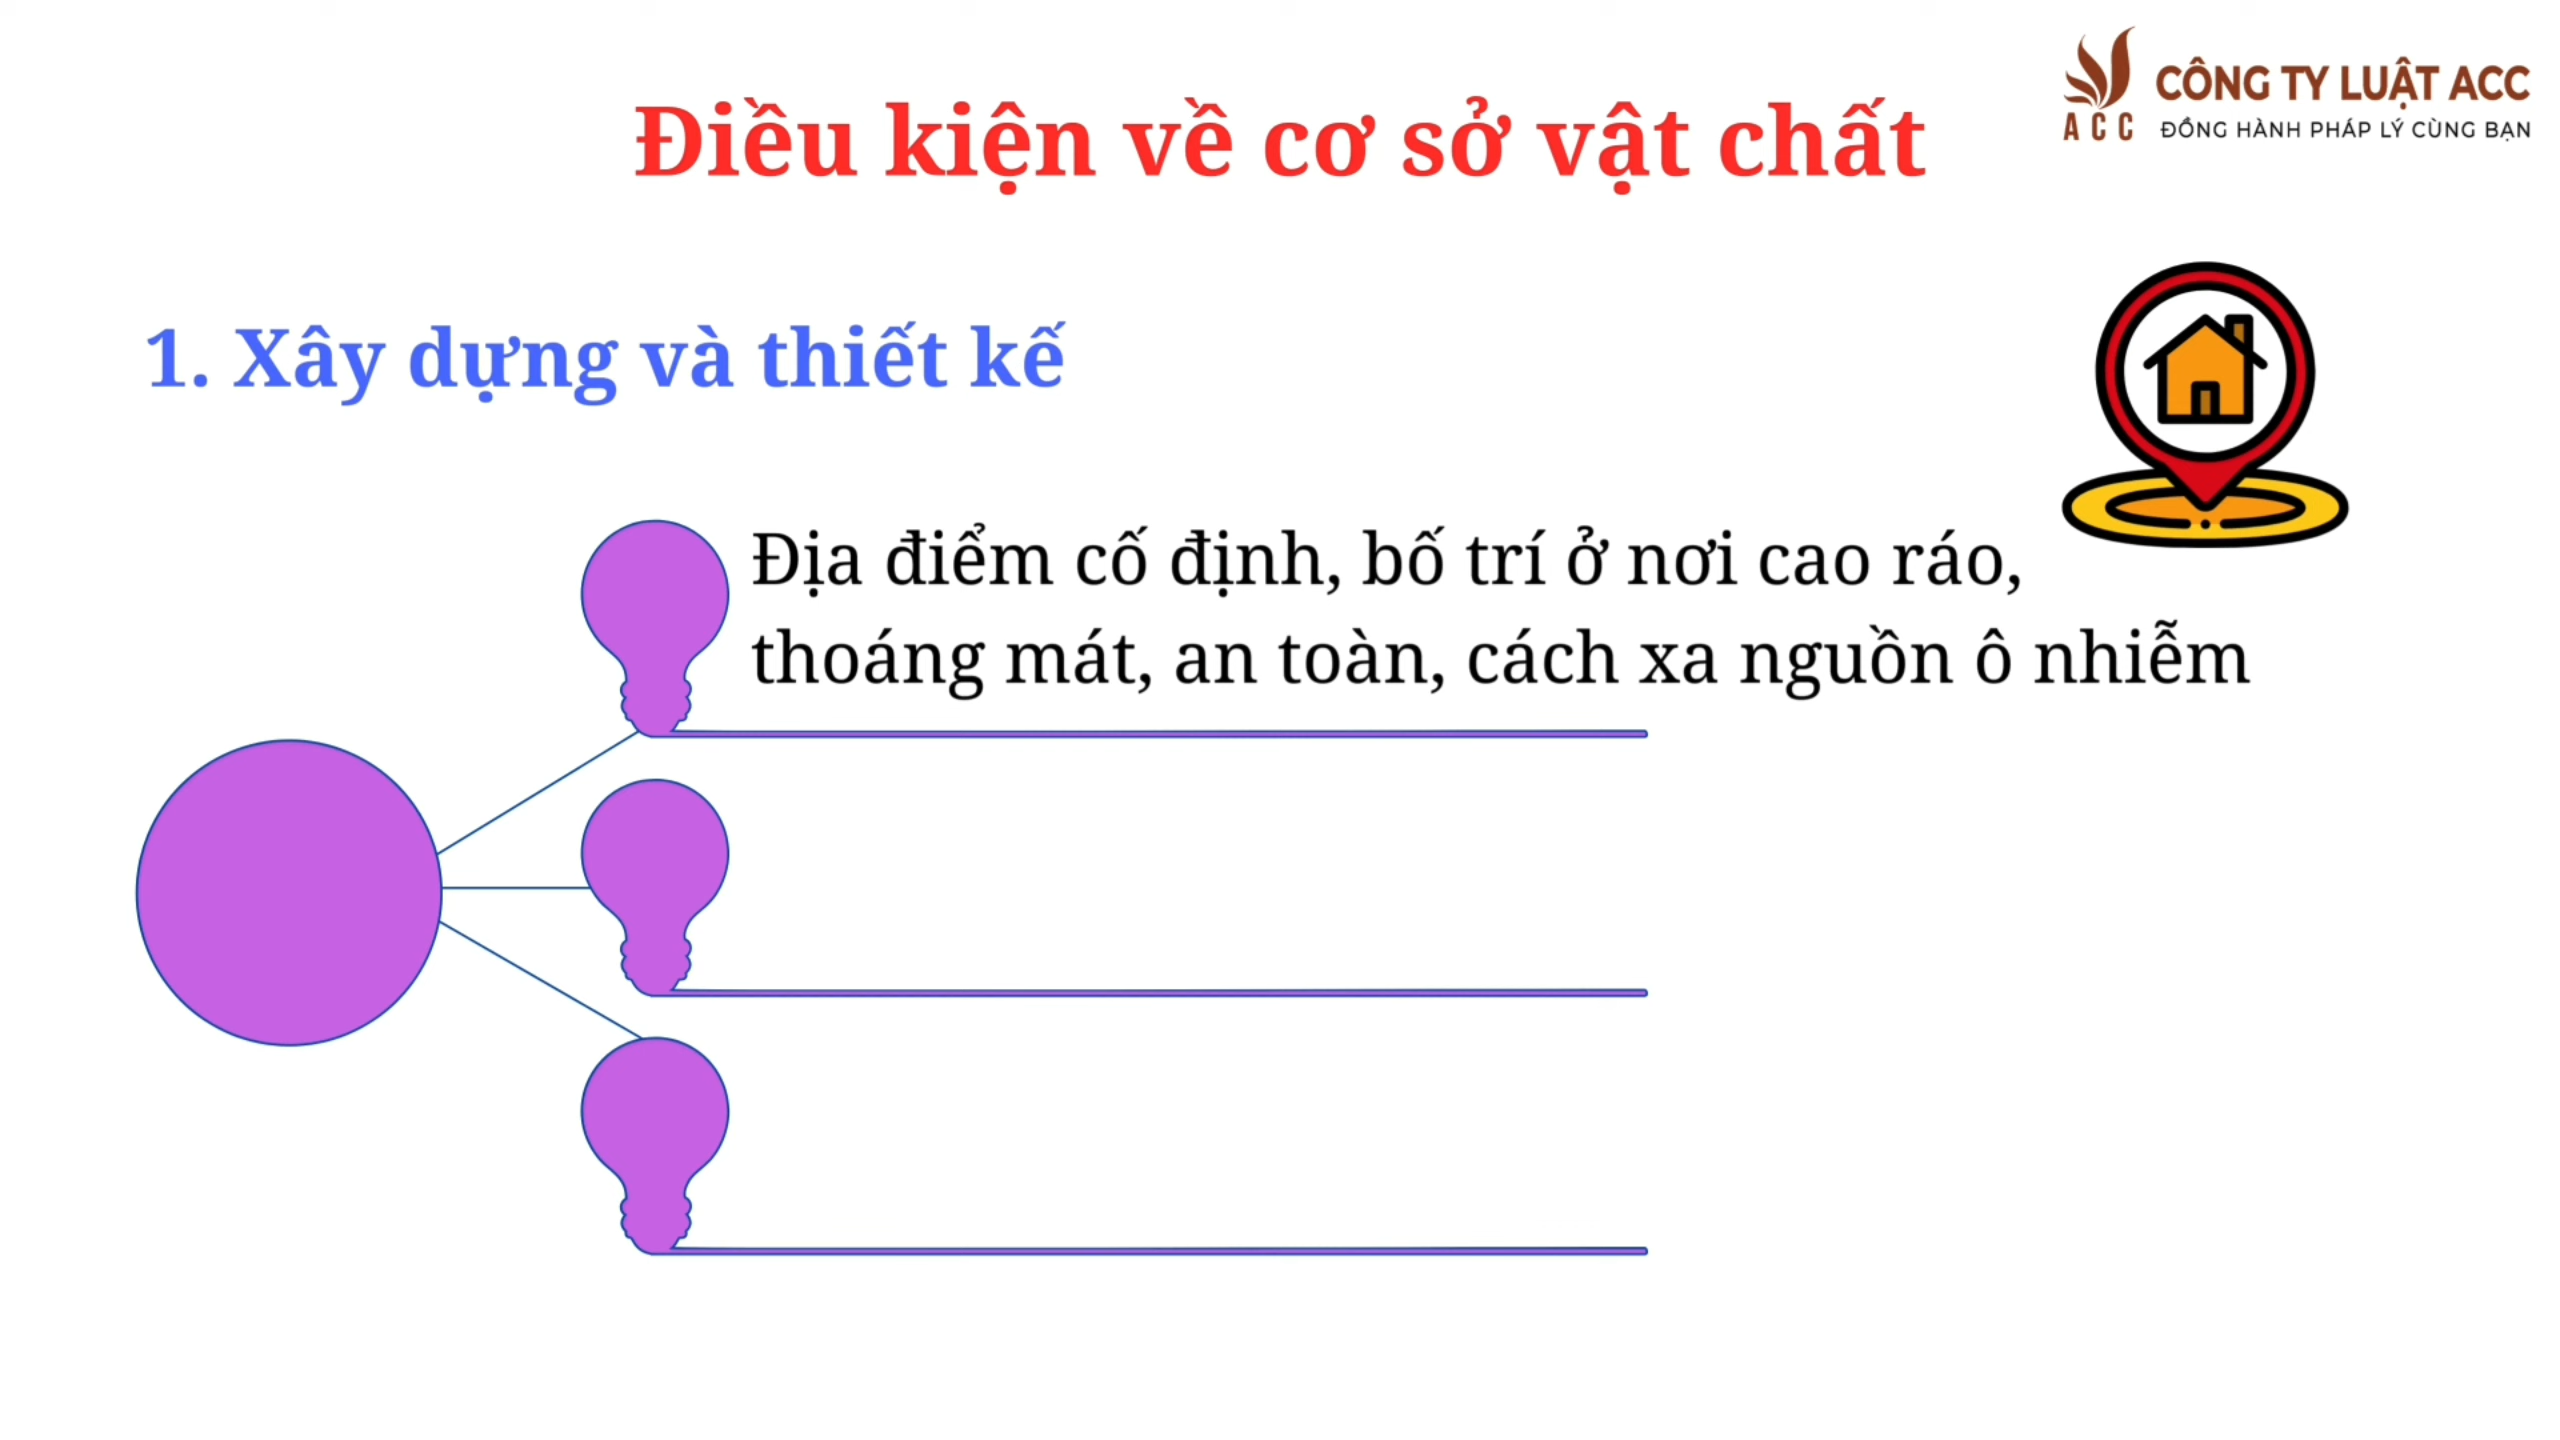 CÔNG TY LUẬT ACC
ACC
ĐỒNG HÀNH PHÁP LÝ CÙNG BẠN
Điều kiện về cơ sở vật chất
1. Xây dựng và thiết kế
Địa điểm cố định, bố trí ở nơi cao ráo,
thoáng mát, an toàn, cách xa nguồn ô nhiễm